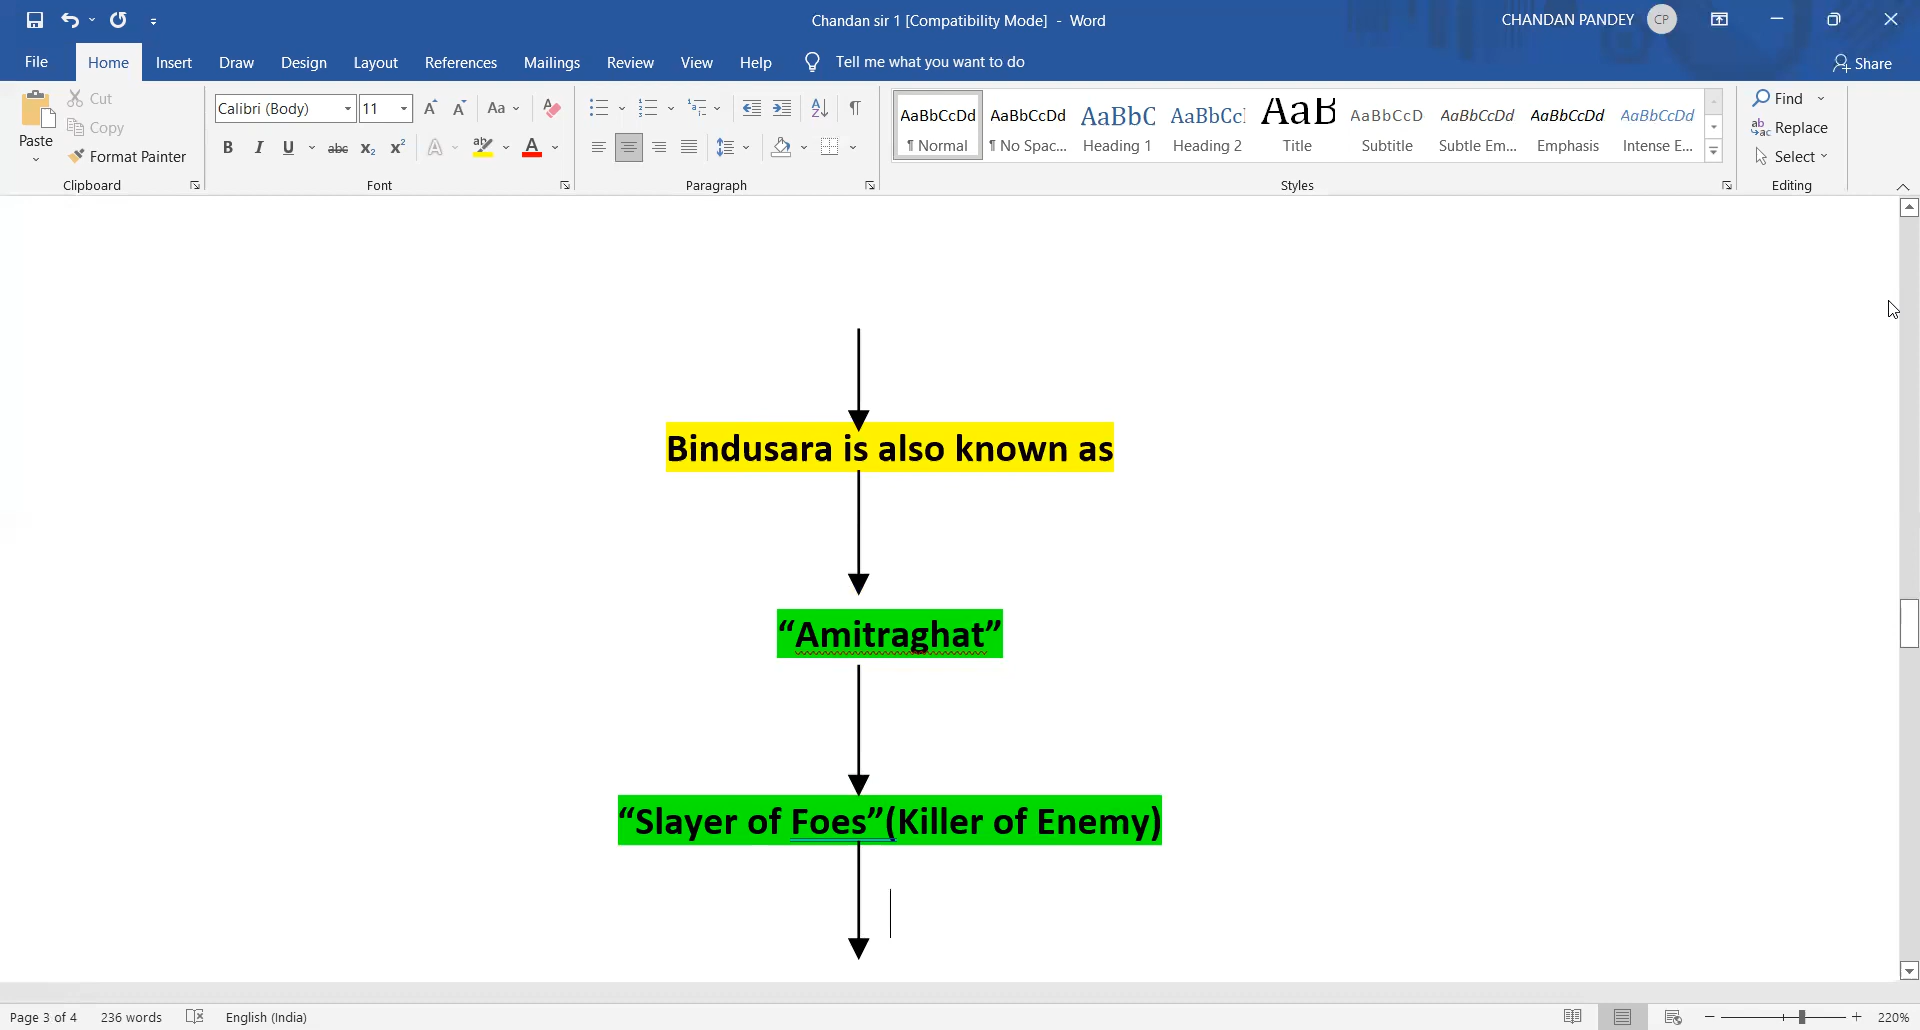 Chandan sir 1 [Compatibility Mode] - Word
CHANDAN PANDEY CP
File Home Insert Draw Design Layout References Mailings Review View Help Tell me what you want to do Share
Paste
Cut
Copy
Format Painter
Clipboard
Calibri (Body) 11 Aa
B I U abc x₂ x² A ab A
Font
Paragraph
AaBbCcDd AaBbCcDd AaBbC AaBbCc AaB AaBbCcD AaBbCcDd AaBbCcDd AaBbCcDd
¶ Normal ¶ No Spac... Heading 1 Heading 2 Title Subtitle Subtle Em... Emphasis Intense E...
Styles
Find
Replace
Select
Editing
Bindusara is also known as
“Amitraghat”
“Slayer of Foes”(Killer of Enemy)
Page 3 of 4 236 words English (India) 220%